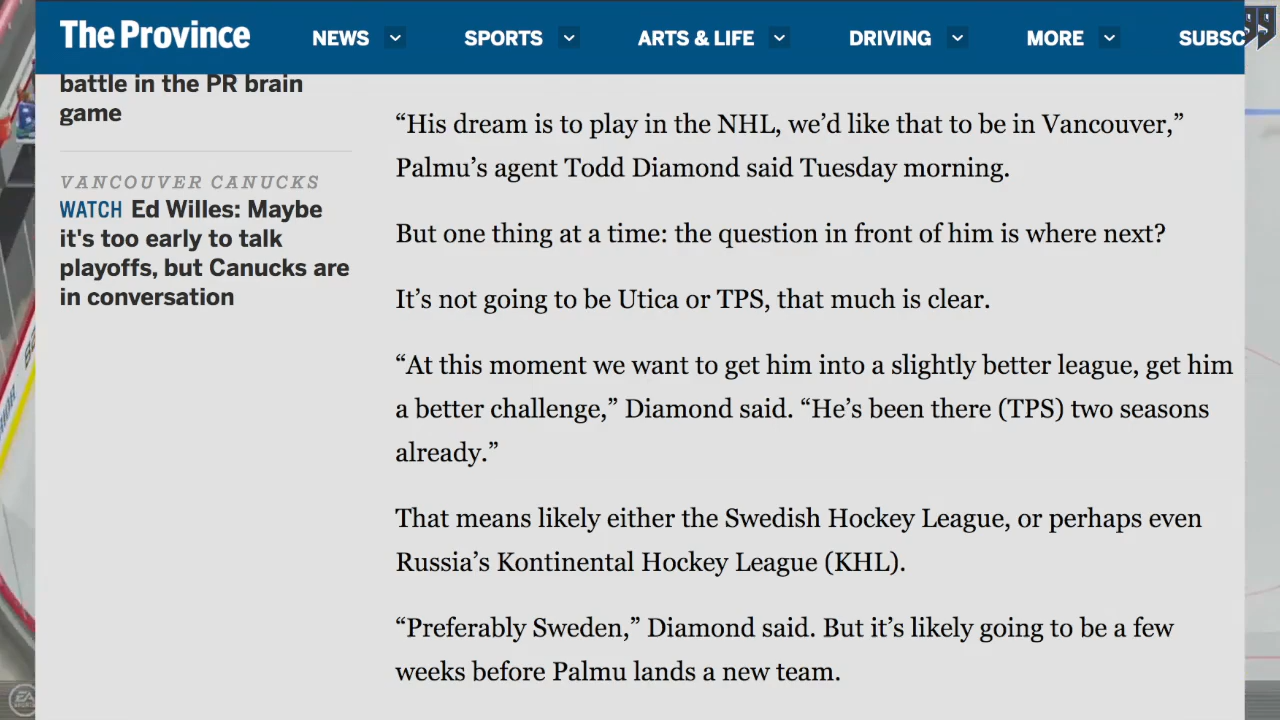 The Province
NEWS
SPORTS
ARTS & LIFE
DRIVING
MORE
SUBSC
battle in the PR brain
game
VANCOUVER CANUCKS
WATCH Ed Willes: Maybe
it's too early to talk
playoffs, but Canucks are
in conversation
“His dream is to play in the NHL, we’d like that to be in Vancouver,”
Palmu’s agent Todd Diamond said Tuesday morning.
But one thing at a time: the question in front of him is where next?
It’s not going to be Utica or TPS, that much is clear.
“At this moment we want to get him into a slightly better league, get him
a better challenge,” Diamond said. “He’s been there (TPS) two seasons
already.”
That means likely either the Swedish Hockey League, or perhaps even
Russia’s Kontinental Hockey League (KHL).
“Preferably Sweden,” Diamond said. But it’s likely going to be a few
weeks before Palmu lands a new team.